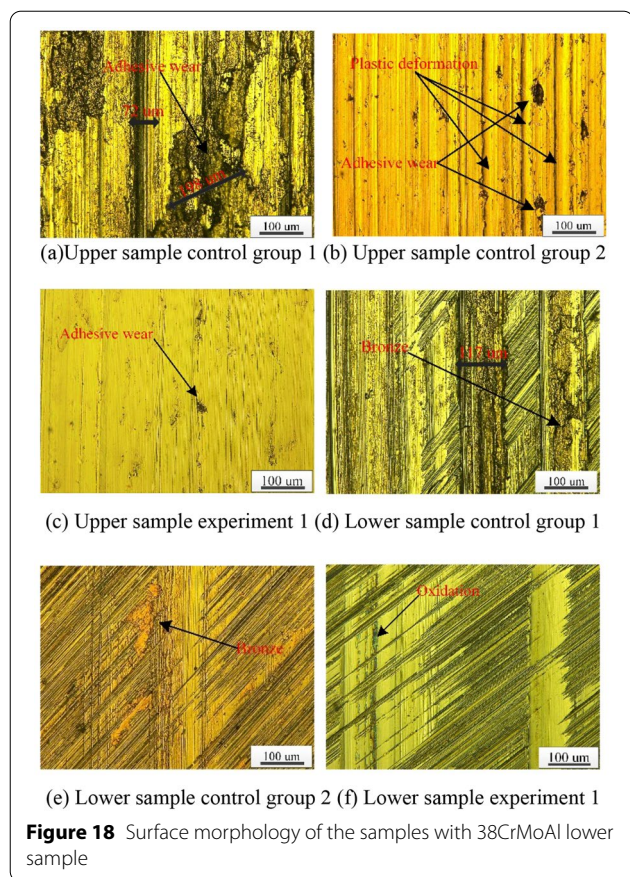 Adhesive wear
100 um
Plastic deformation
Adhesive wear
100 um
(a)Upper sample control group 1 (b) Upper sample control group 2
Adhesive wear
100 um
117 um
Bronze
100 um
(c) Upper sample experiment 1 (d) Lower sample control group 1
Bronze
100 um
Oxidation
100 um
(e) Lower sample control group 2 (f) Lower sample experiment 1
Figure 18 Surface morphology of the samples with 38CrMoAl lower
sample